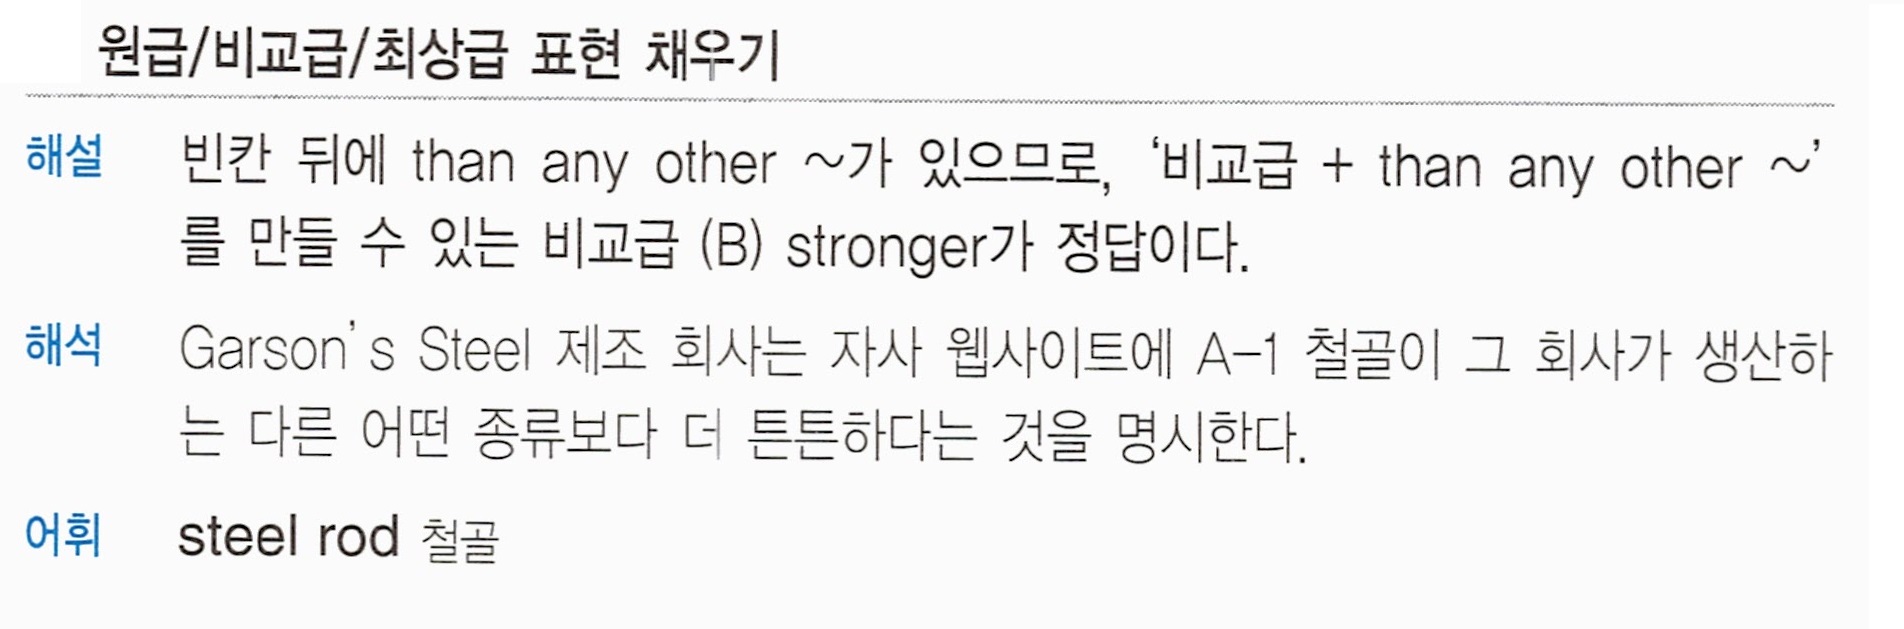 원급/비교급/최상급 표현 채우기
해설 빈칸 뒤에 than any other ~가 있으므로, ‘비교급 + than any other ~’
를 만들 수 있는 비교급 (B) stronger가 정답이다.
해석 Garson’s Steel 제조 회사는 자사 웹사이트에 A-1 철골이 그 회사가 생산하
는 다른 어떤 종류보다 더 튼튼하다는 것을 명시한다.
어휘 steel rod 철골